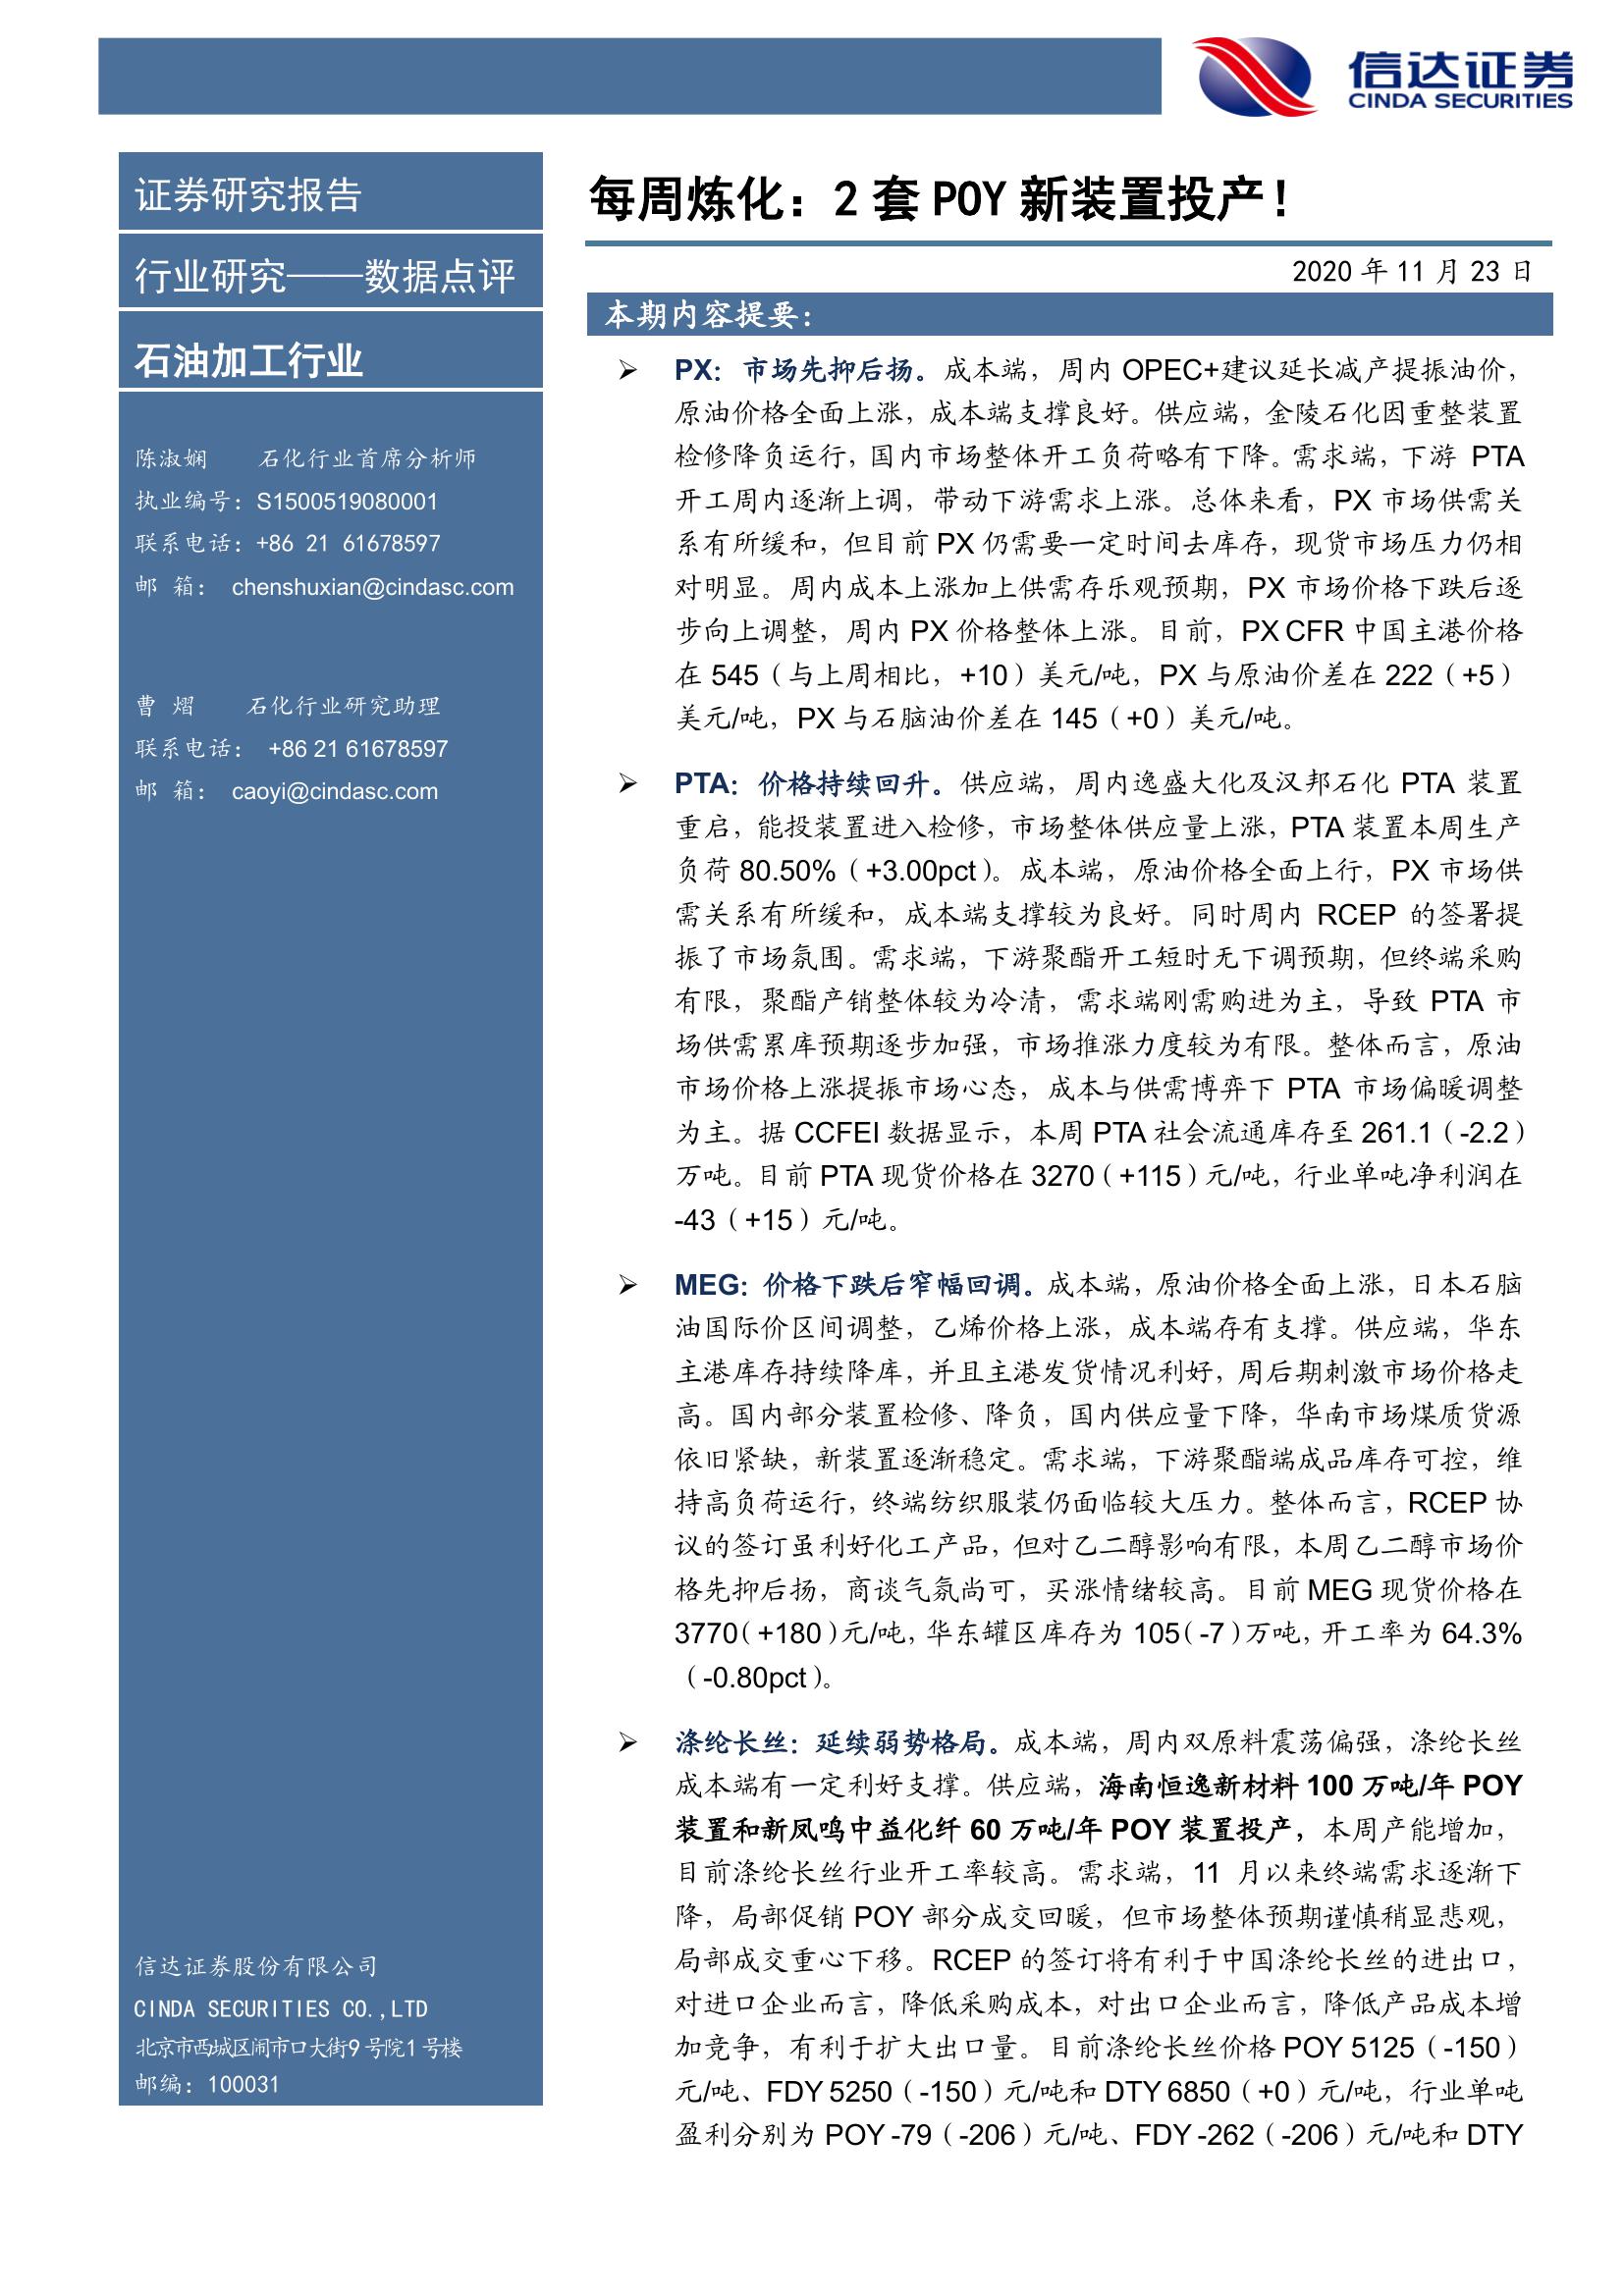 信达证券
CINDA SECURITIES
证券研究报告
行业研究——数据点评
石油加工行业
陈淑娴 石化行业首席分析师
执业编号：S1500519080001
联系电话：+86 21 61678597
邮 箱： chenshuxian@cindasc.com
曹 熠 石化行业研究助理
联系电话： +86 21 61678597
邮 箱： caoyi@cindasc.com
信达证券股份有限公司
CINDA SECURITIES CO.,LTD
北京市西城区闹市口大街9号院1号楼
邮编：100031
每周炼化：2 套 POY 新装置投产！
2020 年 11 月 23 日
本期内容提要：
➢ PX：市场先抑后扬。成本端，周内 OPEC+建议延长减产提振油价，
原油价格全面上涨，成本端支撑良好。供应端，金陵石化因重整装置
检修降负运行，国内市场整体开工负荷略有下降。需求端，下游 PTA
开工周内逐渐上调，带动下游需求上涨。总体来看，PX 市场供需关
系有所缓和，但目前 PX 仍需要一定时间去库存，现货市场压力仍相
对明显。周内成本上涨加上供需存乐观预期，PX 市场价格下跌后逐
步向上调整，周内 PX 价格整体上涨。目前，PX CFR 中国主港价格
在 545（与上周相比，+10）美元/吨，PX 与原油价差在 222（+5）
美元/吨，PX 与石脑油价差在 145（+0）美元/吨。
➢ PTA：价格持续回升。供应端，周内逸盛大化及汉邦石化 PTA 装置
重启，能投装置进入检修，市场整体供应量上涨，PTA 装置本周生产
负荷 80.50%（+3.00pct）。成本端，原油价格全面上行，PX 市场供
需关系有所缓和，成本端支撑较为良好。同时周内 RCEP 的签署提
振了市场氛围。需求端，下游聚酯开工短时无下调预期，但终端采购
有限，聚酯产销整体较为冷清，需求端刚需购进为主，导致 PTA 市
场供需累库预期逐步加强，市场推涨力度较为有限。整体而言，原油
市场价格上涨提振市场心态，成本与供需博弈下 PTA 市场偏暖调整
为主。据 CCFEI 数据显示，本周 PTA 社会流通库存至 261.1（-2.2）
万吨。目前 PTA 现货价格在 3270（+115）元/吨，行业单吨净利润在
-43（+15）元/吨。
➢ MEG：价格下跌后窄幅回调。成本端，原油价格全面上涨，日本石脑
油国际价区间调整，乙烯价格上涨，成本端存有支撑。供应端，华东
主港库存持续降库，并且主港发货情况利好，周后期刺激市场价格走
高。国内部分装置检修、降负，国内供应量下降，华南市场煤质货源
依旧紧缺，新装置逐渐稳定。需求端，下游聚酯端成品库存可控，维
持高负荷运行，终端纺织服装仍面临较大压力。整体而言，RCEP 协
议的签订虽利好化工产品，但对乙二醇影响有限，本周乙二醇市场价
格先抑后扬，商谈气氛尚可，买涨情绪较高。目前 MEG 现货价格在
3770（+180）元/吨，华东罐区库存为 105（-7）万吨，开工率为 64.3%
（-0.80pct）。
➢ 涤纶长丝：延续弱势格局。成本端，周内双原料震荡偏强，涤纶长丝
成本端有一定利好支撑。供应端，海南恒逸新材料 100 万吨/年 POY
装置和新凤鸣中益化纤 60 万吨/年 POY 装置投产，本周产能增加，
目前涤纶长丝行业开工率较高。需求端，11 月以来终端需求逐渐下
降，局部促销 POY 部分成交回暖，但市场整体预期谨慎稍显悲观，
局部成交重心下移。RCEP 的签订将有利于中国涤纶长丝的进出口，
对进口企业而言，降低采购成本，对出口企业而言，降低产品成本增
加竞争，有利于扩大出口量。目前涤纶长丝价格 POY 5125（-150）
元/吨、FDY 5250（-150）元/吨和 DTY 6850（+0）元/吨，行业单吨
盈利分别为 POY -79（-206）元/吨、FDY -262（-206）元/吨和 DTY